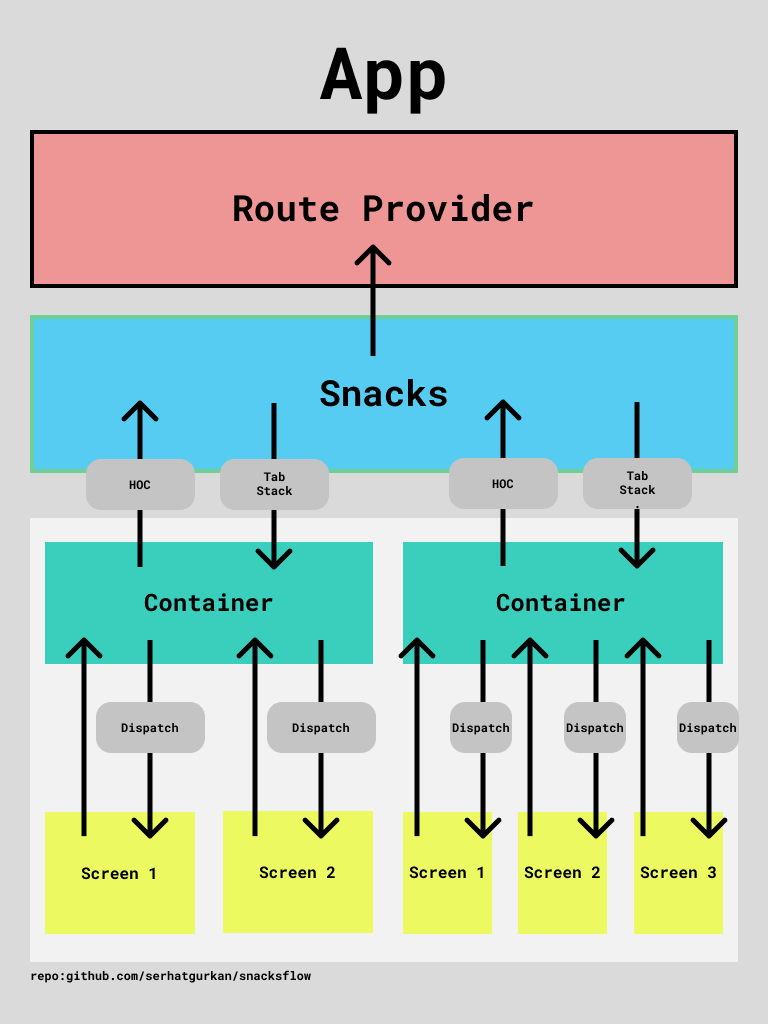 App
Route Provider
Snacks
HOC
Tab
Stack
HOC
Tab
Stack
Container
Container
Dispatch
Dispatch
Dispatch
Dispatch
Dispatch
Screen 1
Screen 2
Screen 1
Screen 2
Screen 3
repo:github.com/serhatgurkan/snacksflow